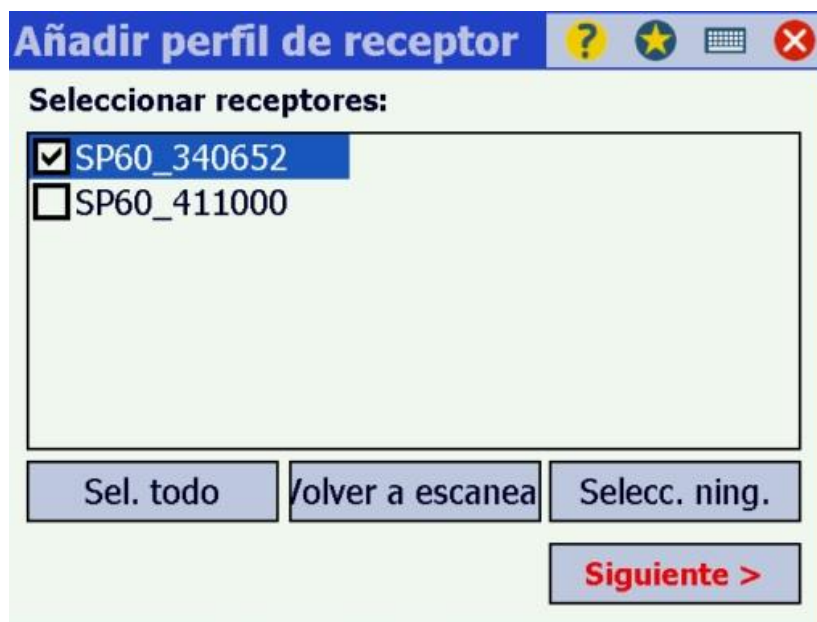 Añadir perfil de receptor ?
Seleccionar receptores:
SP60_340652
SP60_411000
Sel. todo
Volver a escanea
Selecc. ning.
Siguiente >